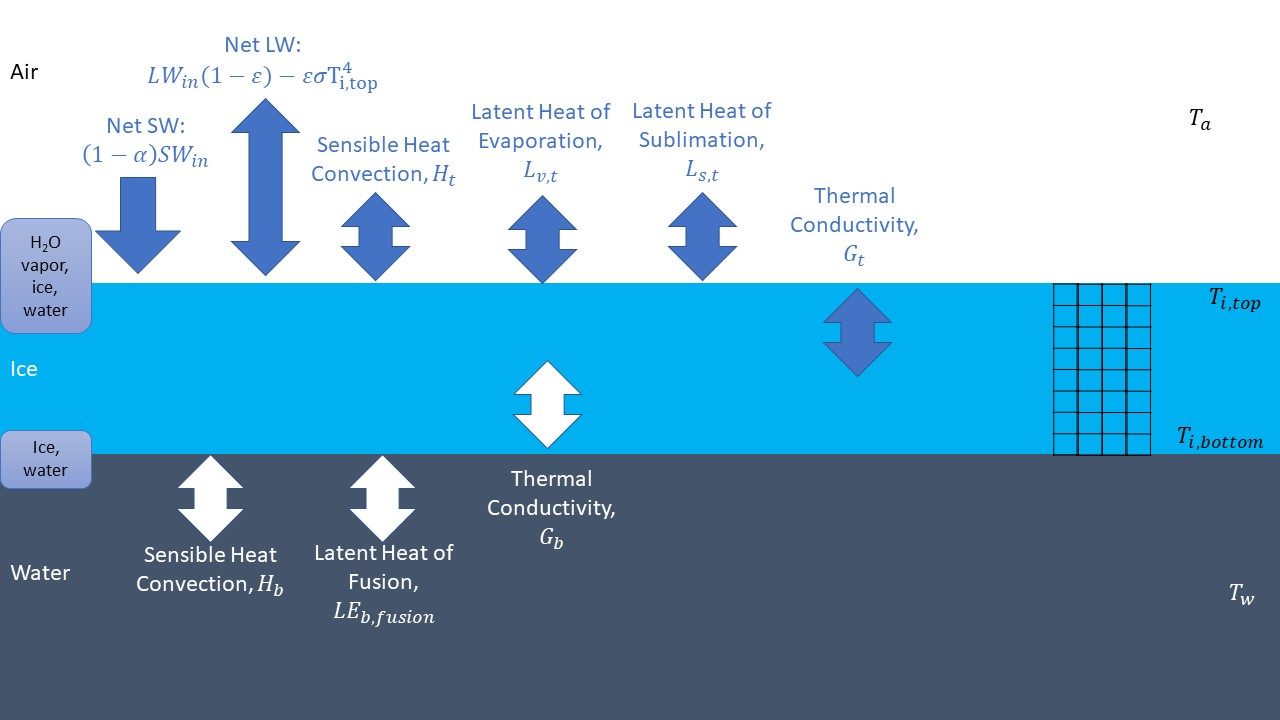 Air
Net LW:
LW_in(1 − ε) − εσT⁴_i,top
Net SW:
(1 − α)SW_in
Sensible Heat
Convection, H_t
Latent Heat of
Evaporation,
L_v,t
Latent Heat of
Sublimation,
L_s,t
Thermal
Conductivity,
G_t
T_a
H₂O
vapor,
ice,
water
T_i,top
Ice
T_i,bottom
Ice,
water
Thermal
Conductivity,
G_b
Sensible Heat
Convection, H_b
Latent Heat of
Fusion,
LE_b,fusion
Water
T_w